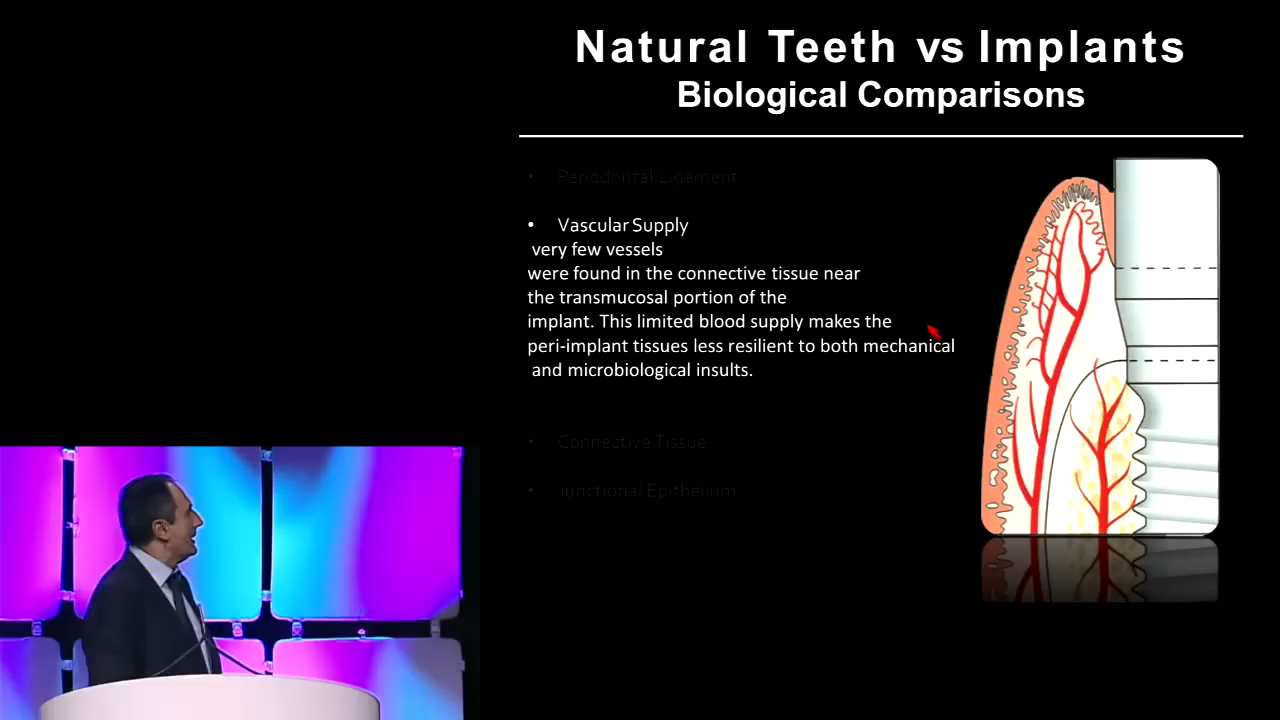 Natural Teeth vs Implants
Biological Comparisons
• Periodontal Ligament
• Vascular Supply
very few vessels
were found in the connective tissue near
the transmucosal portion of the
implant. This limited blood supply makes the
peri-implant tissues less resilient to both mechanical
and microbiological insults.
• Connective Tissue
• Junctional Epithelium